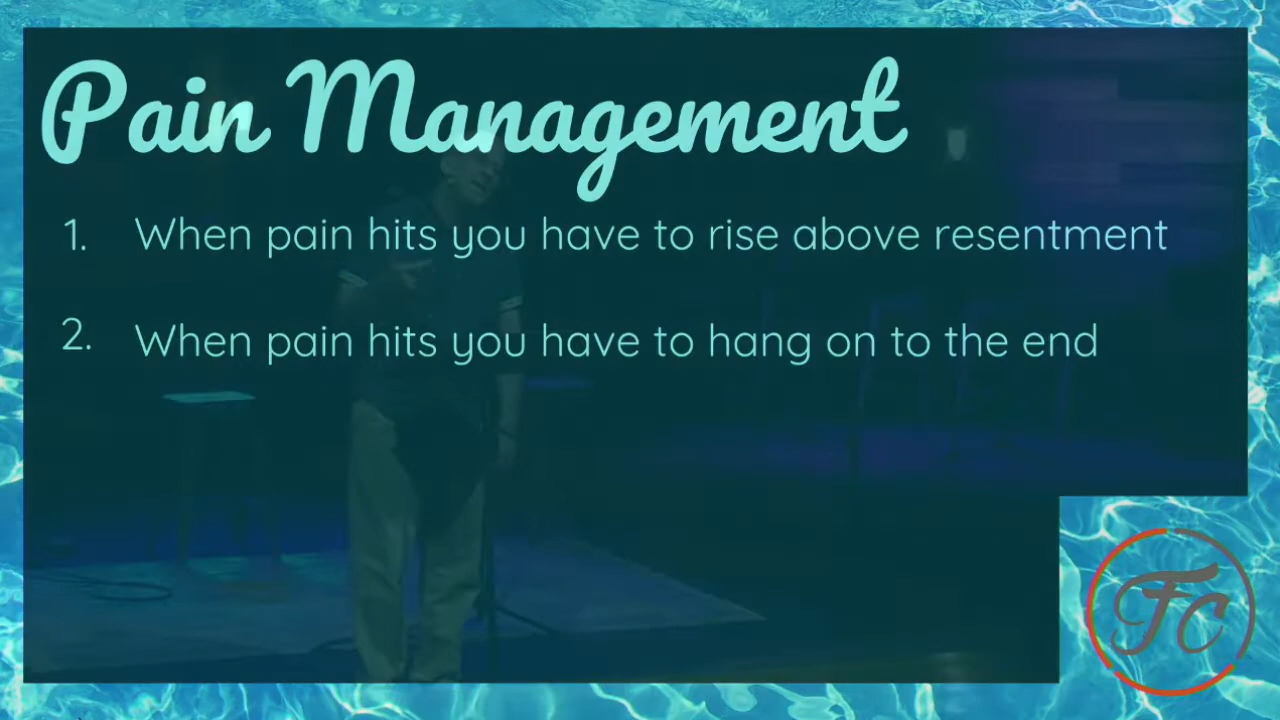 Pain Management
1. When pain hits you have to rise above resentment
2. When pain hits you have to hang on to the end
FC